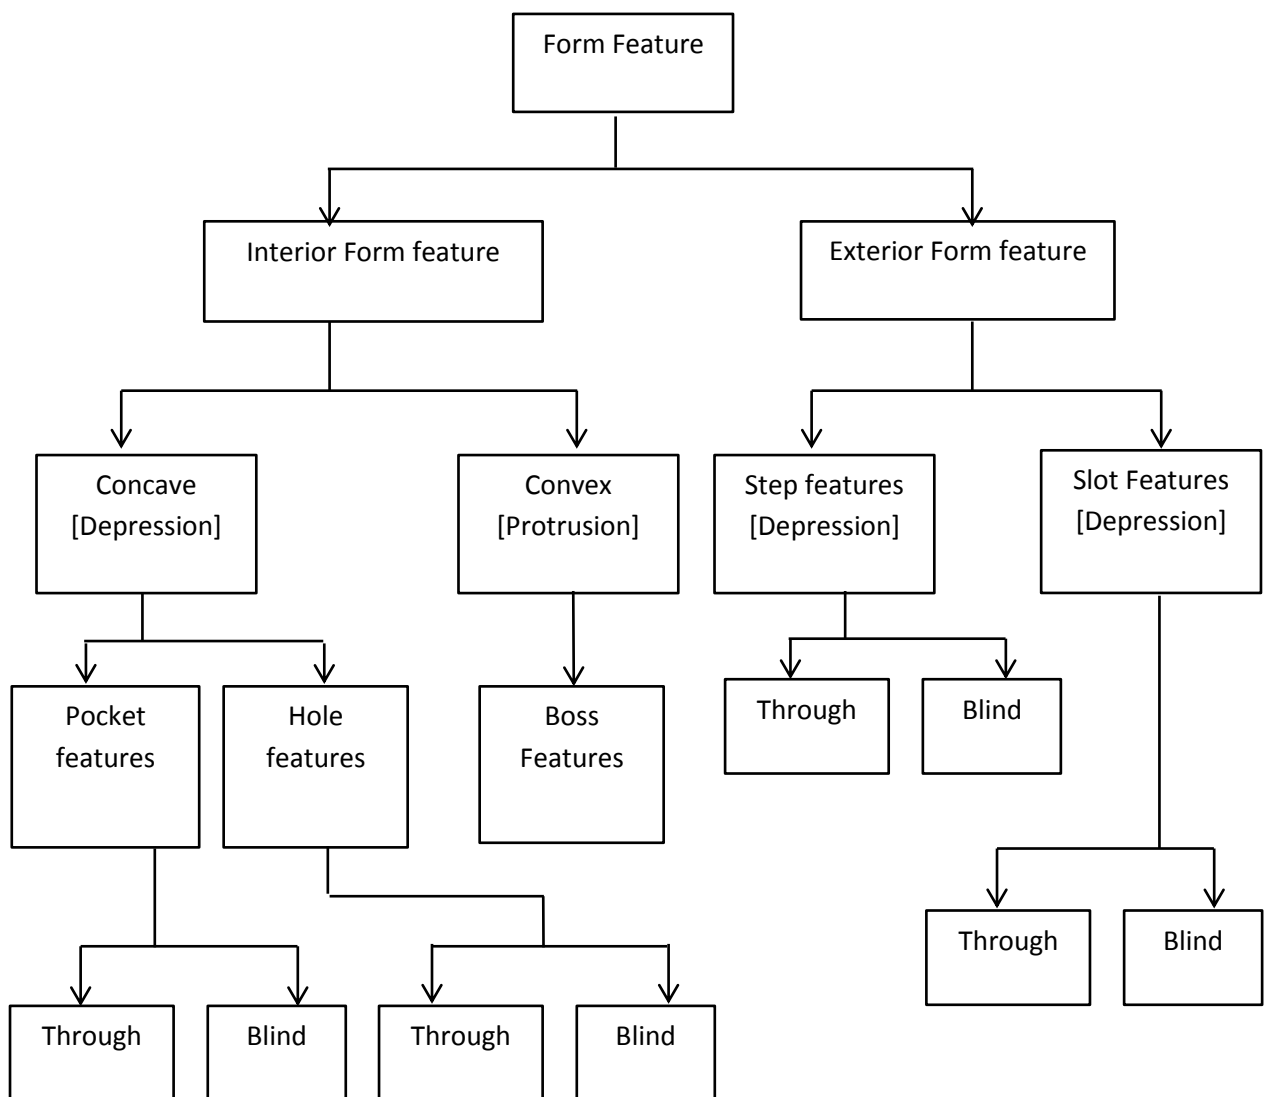 Form Feature
Interior Form feature
Exterior Form feature
Concave
[Depression]
Convex
[Protrusion]
Step features
[Depression]
Slot Features
[Depression]
Pocket
features
Hole
features
Boss
Features
Through
Blind
Through
Blind
Through
Blind
Through
Blind